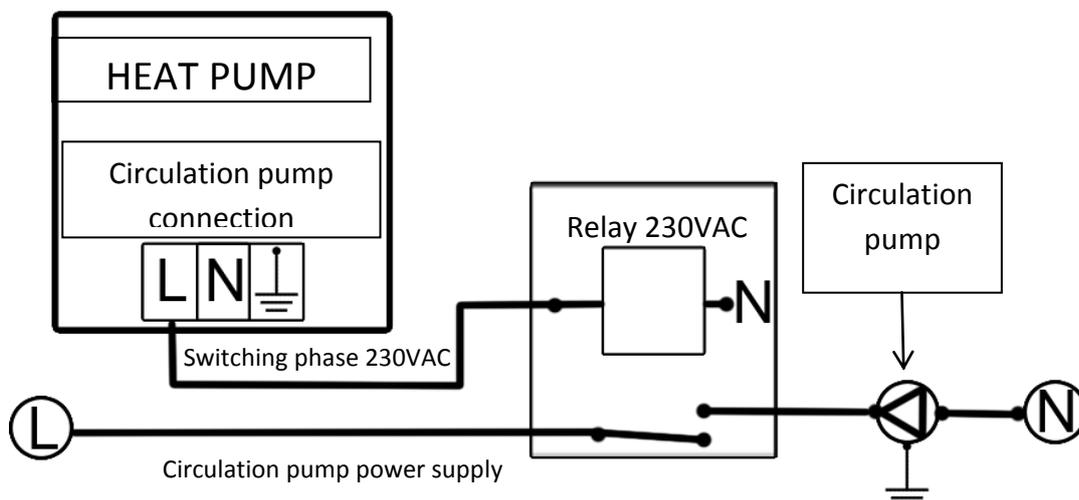 HEAT PUMP
Circulation pump
connection
L N
Switching phase 230VAC
Relay 230VAC
N
Circulation
pump
L
N
Circulation pump power supply